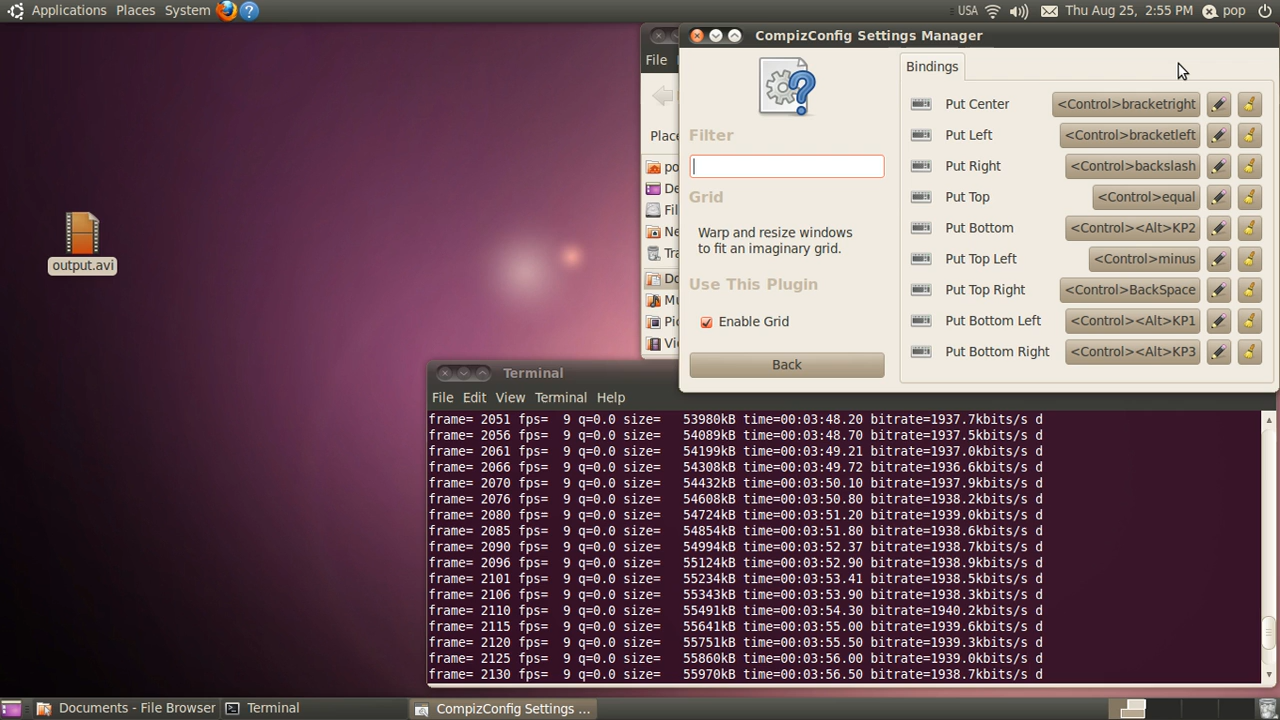 Applications Places System
USA Thu Aug 25, 2:55 PM pop
output.avi
File
Place
po
De
Fil
Ne
Tra
Do
Mu
Pic
Vi
CompizConfig Settings Manager
Filter
Grid
Warp and resize windows
to fit an imaginary grid.
Use This Plugin
Enable Grid
Back
Bindings
Put Center <Control>bracketright
Put Left <Control>bracketleft
Put Right <Control>backslash
Put Top <Control>equal
Put Bottom <Control><Alt>KP2
Put Top Left <Control>minus
Put Top Right <Control>BackSpace
Put Bottom Left <Control><Alt>KP1
Put Bottom Right <Control><Alt>KP3
Terminal
File Edit View Terminal Help
frame= 2051 fps=  9 q=0.0 size=   53980kB time=00:03:48.20 bitrate=1937.7kbits/s d
frame= 2056 fps=  9 q=0.0 size=   54089kB time=00:03:48.70 bitrate=1937.5kbits/s d
frame= 2061 fps=  9 q=0.0 size=   54199kB time=00:03:49.21 bitrate=1937.0kbits/s d
frame= 2066 fps=  9 q=0.0 size=   54308kB time=00:03:49.72 bitrate=1936.6kbits/s d
frame= 2070 fps=  9 q=0.0 size=   54432kB time=00:03:50.10 bitrate=1937.9kbits/s d
frame= 2076 fps=  9 q=0.0 size=   54608kB time=00:03:50.80 bitrate=1938.2kbits/s d
frame= 2080 fps=  9 q=0.0 size=   54724kB time=00:03:51.20 bitrate=1939.0kbits/s d
frame= 2085 fps=  9 q=0.0 size=   54854kB time=00:03:51.80 bitrate=1938.6kbits/s d
frame= 2090 fps=  9 q=0.0 size=   54994kB time=00:03:52.37 bitrate=1938.7kbits/s d
frame= 2096 fps=  9 q=0.0 size=   55124kB time=00:03:52.90 bitrate=1938.9kbits/s d
frame= 2101 fps=  9 q=0.0 size=   55234kB time=00:03:53.41 bitrate=1938.5kbits/s d
frame= 2106 fps=  9 q=0.0 size=   55343kB time=00:03:53.90 bitrate=1938.3kbits/s d
frame= 2110 fps=  9 q=0.0 size=   55491kB time=00:03:54.30 bitrate=1940.2kbits/s d
frame= 2115 fps=  9 q=0.0 size=   55641kB time=00:03:55.00 bitrate=1939.6kbits/s d
frame= 2120 fps=  9 q=0.0 size=   55751kB time=00:03:55.50 bitrate=1939.3kbits/s d
frame= 2125 fps=  9 q=0.0 size=   55860kB time=00:03:56.00 bitrate=1939.0kbits/s d
frame= 2130 fps=  9 q=0.0 size=   55970kB time=00:03:56.50 bitrate=1938.7kbits/s d
Documents - File Browser Terminal CompizConfig Settings ...